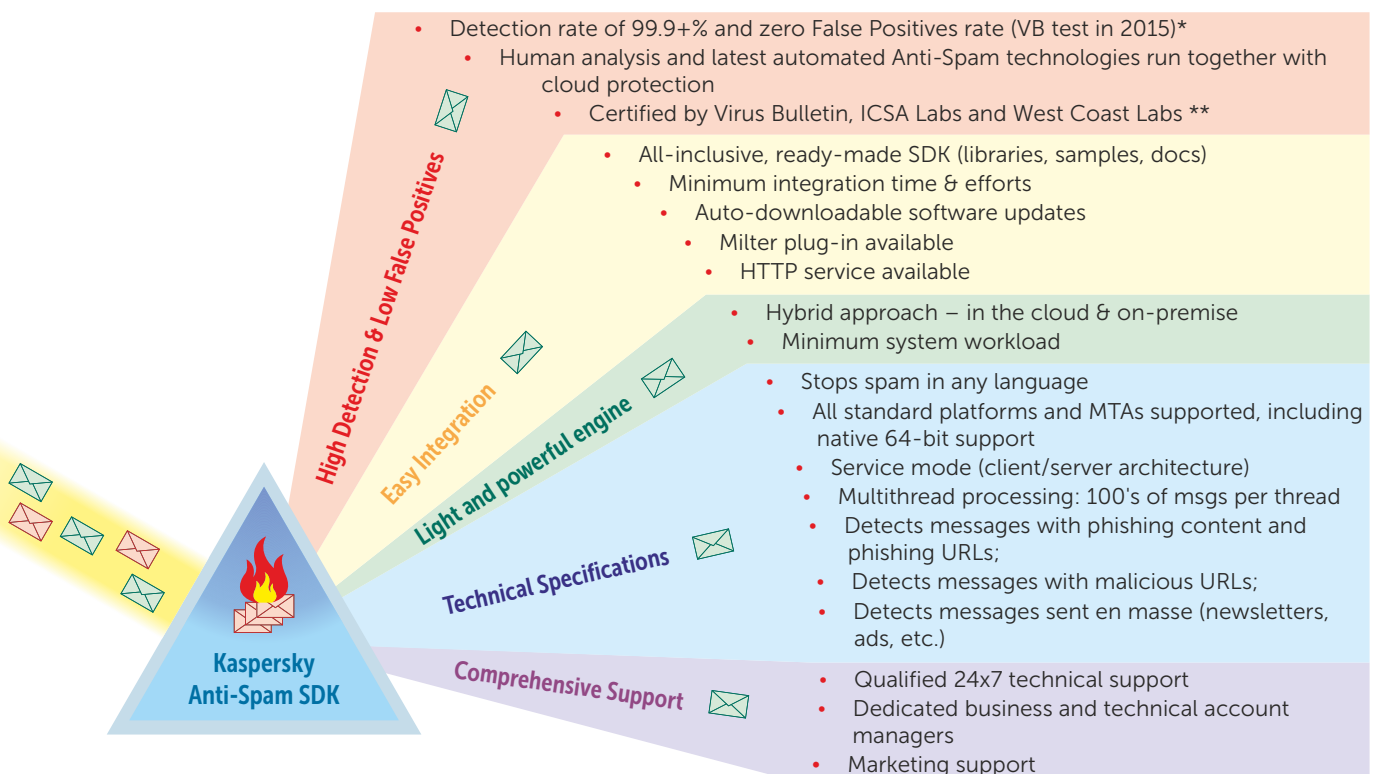 • Detection rate of 99.9+% and zero False Positives rate (VB test in 2015)*
• Human analysis and latest automated Anti-Spam technologies run together with
cloud protection
• Certified by Virus Bulletin, ICSA Labs and West Coast Labs **
High Detection & Low False Positives
• All-inclusive, ready-made SDK (libraries, samples, docs)
• Minimum integration time & efforts
• Auto-downloadable software updates
• Milter plug-in available
• HTTP service available
Easy Integration
• Hybrid approach – in the cloud & on-premise
• Minimum system workload
Light and powerful engine
• Stops spam in any language
• All standard platforms and MTAs supported, including
native 64-bit support
• Service mode (client/server architecture)
• Multithread processing: 100's of msgs per thread
• Detects messages with phishing content and
phishing URLs;
• Detects messages with malicious URLs;
• Detects messages sent en masse (newsletters,
ads, etc.)
Technical Specifications
• Qualified 24x7 technical support
• Dedicated business and technical account
managers
• Marketing support
Comprehensive Support
Kaspersky
Anti-Spam SDK